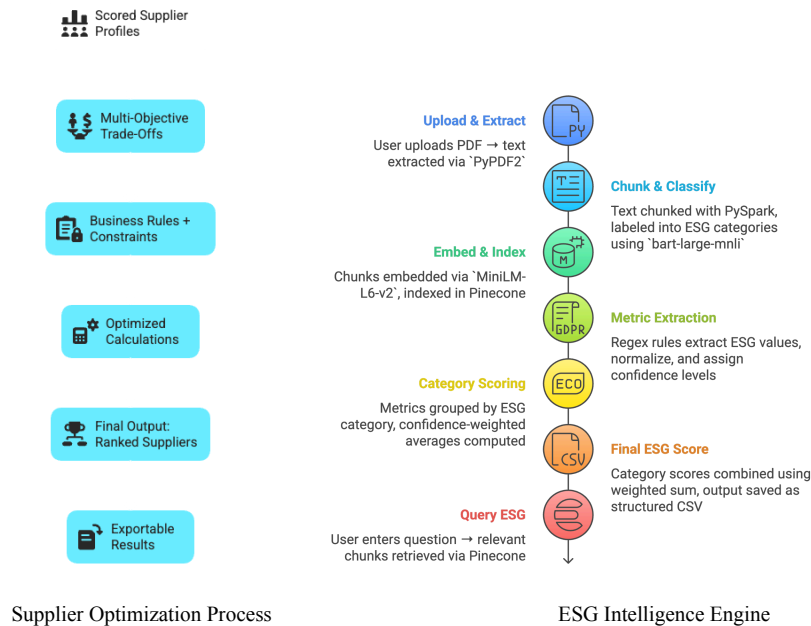 Scored Supplier
Profiles
Multi-Objective
Trade-Offs
Business Rules +
Constraints
Optimized
Calculations
Final Output:
Ranked Suppliers
Exportable
Results
Supplier Optimization Process
PY
Upload & Extract
User uploads PDF → text
extracted via `PyPDF2`
T
Chunk & Classify
Text chunked with PySpark,
labeled into ESG categories
using `bart-large-mnli`
M
Embed & Index
Chunks embedded via `MiniLM-
L6-v2`, indexed in Pinecone
GDPR
Metric Extraction
Regex rules extract ESG values,
normalize, and assign
confidence levels
ECO
Category Scoring
Metrics grouped by ESG
category, confidence-weighted
averages computed
CSV
Final ESG Score
Category scores combined using
weighted sum, output saved as
structured CSV
Query ESG
User enters question → relevant
chunks retrieved via Pinecone
ESG Intelligence Engine